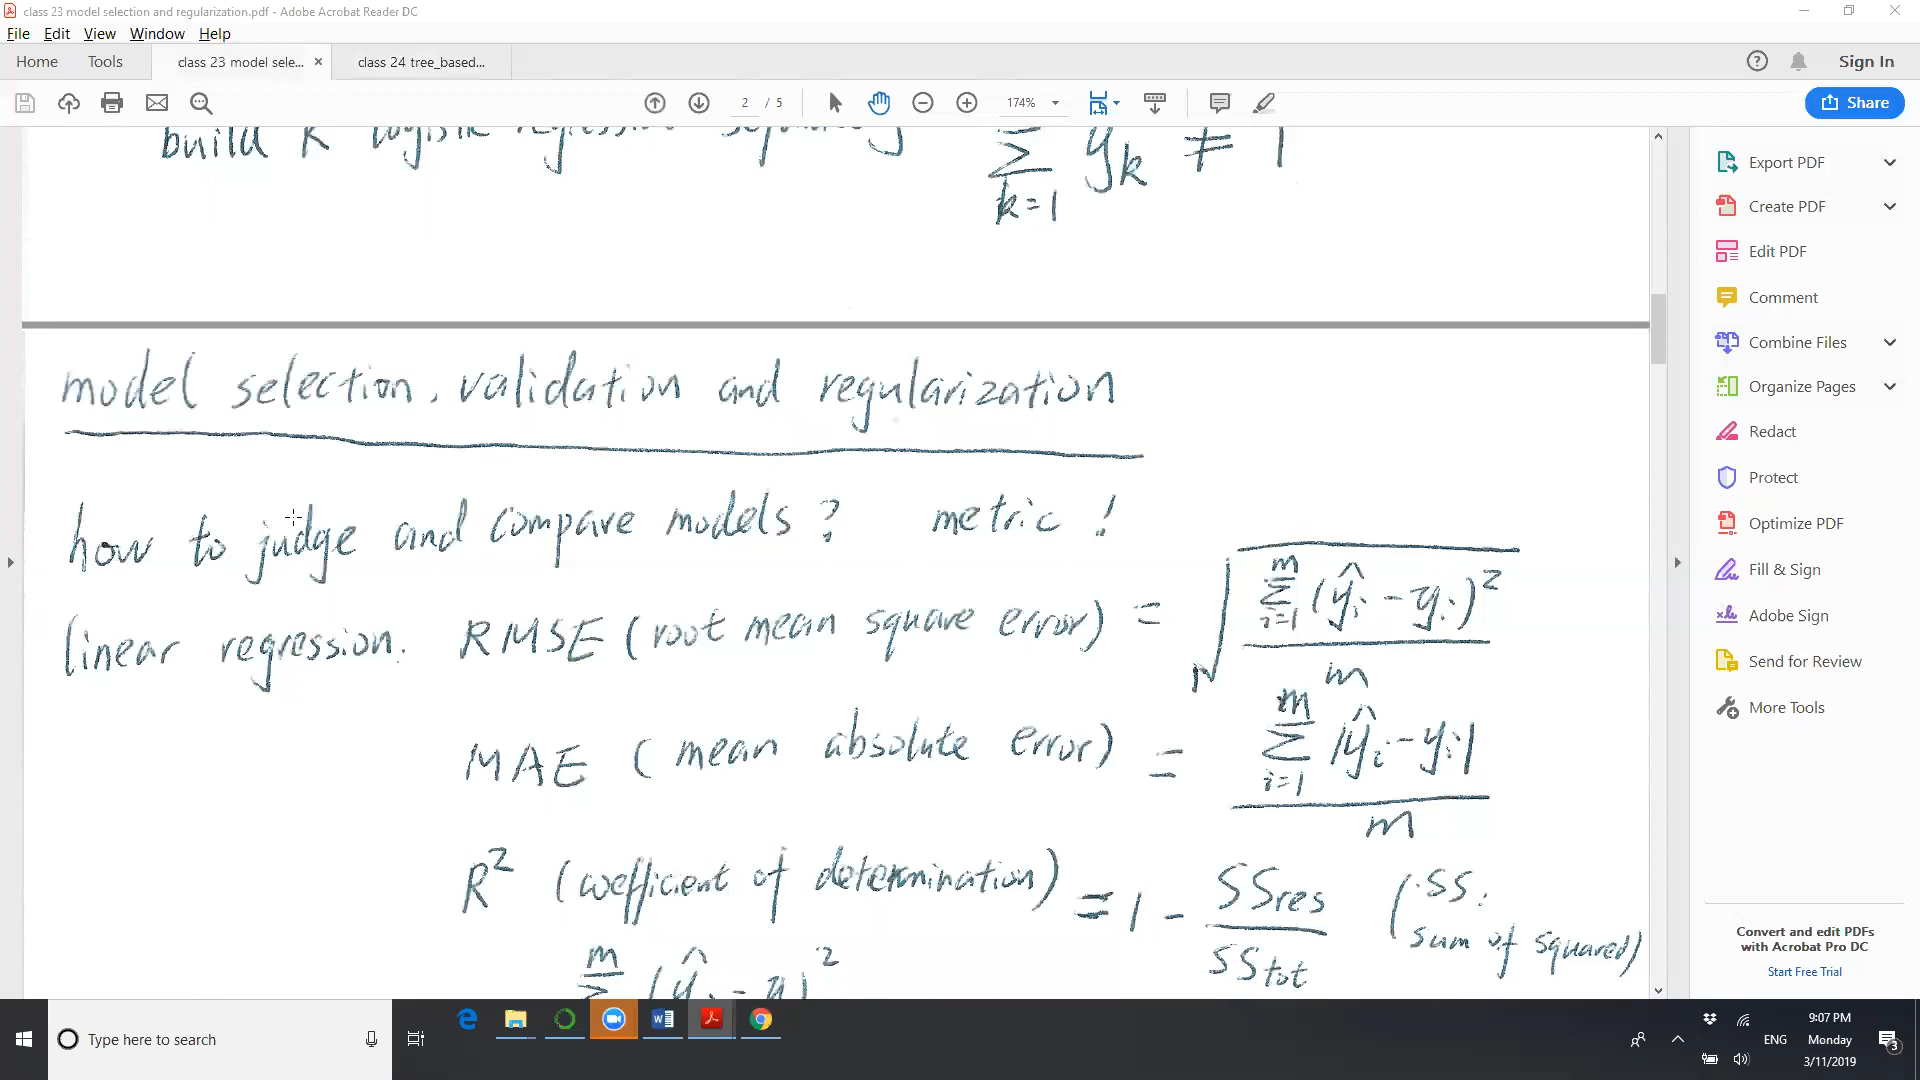 class 23 model selection and regularization.pdf - Adobe Acrobat Reader DC
File Edit View Window Help
Home Tools class 23 model sele... × class 24 tree_based... Sign In
2 / 5 174% Share
build K logistic regression separately ∑ k=1 yk ≠ 1
model selection, validation and regularization
how to judge and compare models? metric!
linear regression. RMSE (root mean square error) = √(∑ i=1 m (ŷi - yi)² / m)
MAE (mean absolute error) = ∑ i=1 m |ŷi - yi| / m
R² (coefficient of determination) = 1 - SSres / SStot (SS: sum of squared)
m ∑ (ŷi - yi)²
Export PDF
Create PDF
Edit PDF
Comment
Combine Files
Organize Pages
Redact
Protect
Optimize PDF
Fill & Sign
Adobe Sign
Send for Review
More Tools
Convert and edit PDFs
with Acrobat Pro DC
Start Free Trial
Type here to search
ENG
9:07 PM
Monday
3/11/2019
3